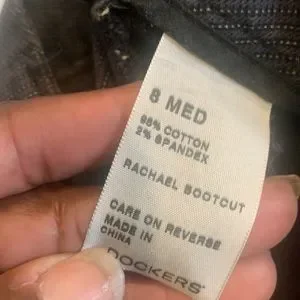 8 MED
98% COTTON
2% SPANDEX
RACHAEL BOOTCUT
CARE ON REVERSE
MADE IN
CHINA
DOCKERS®